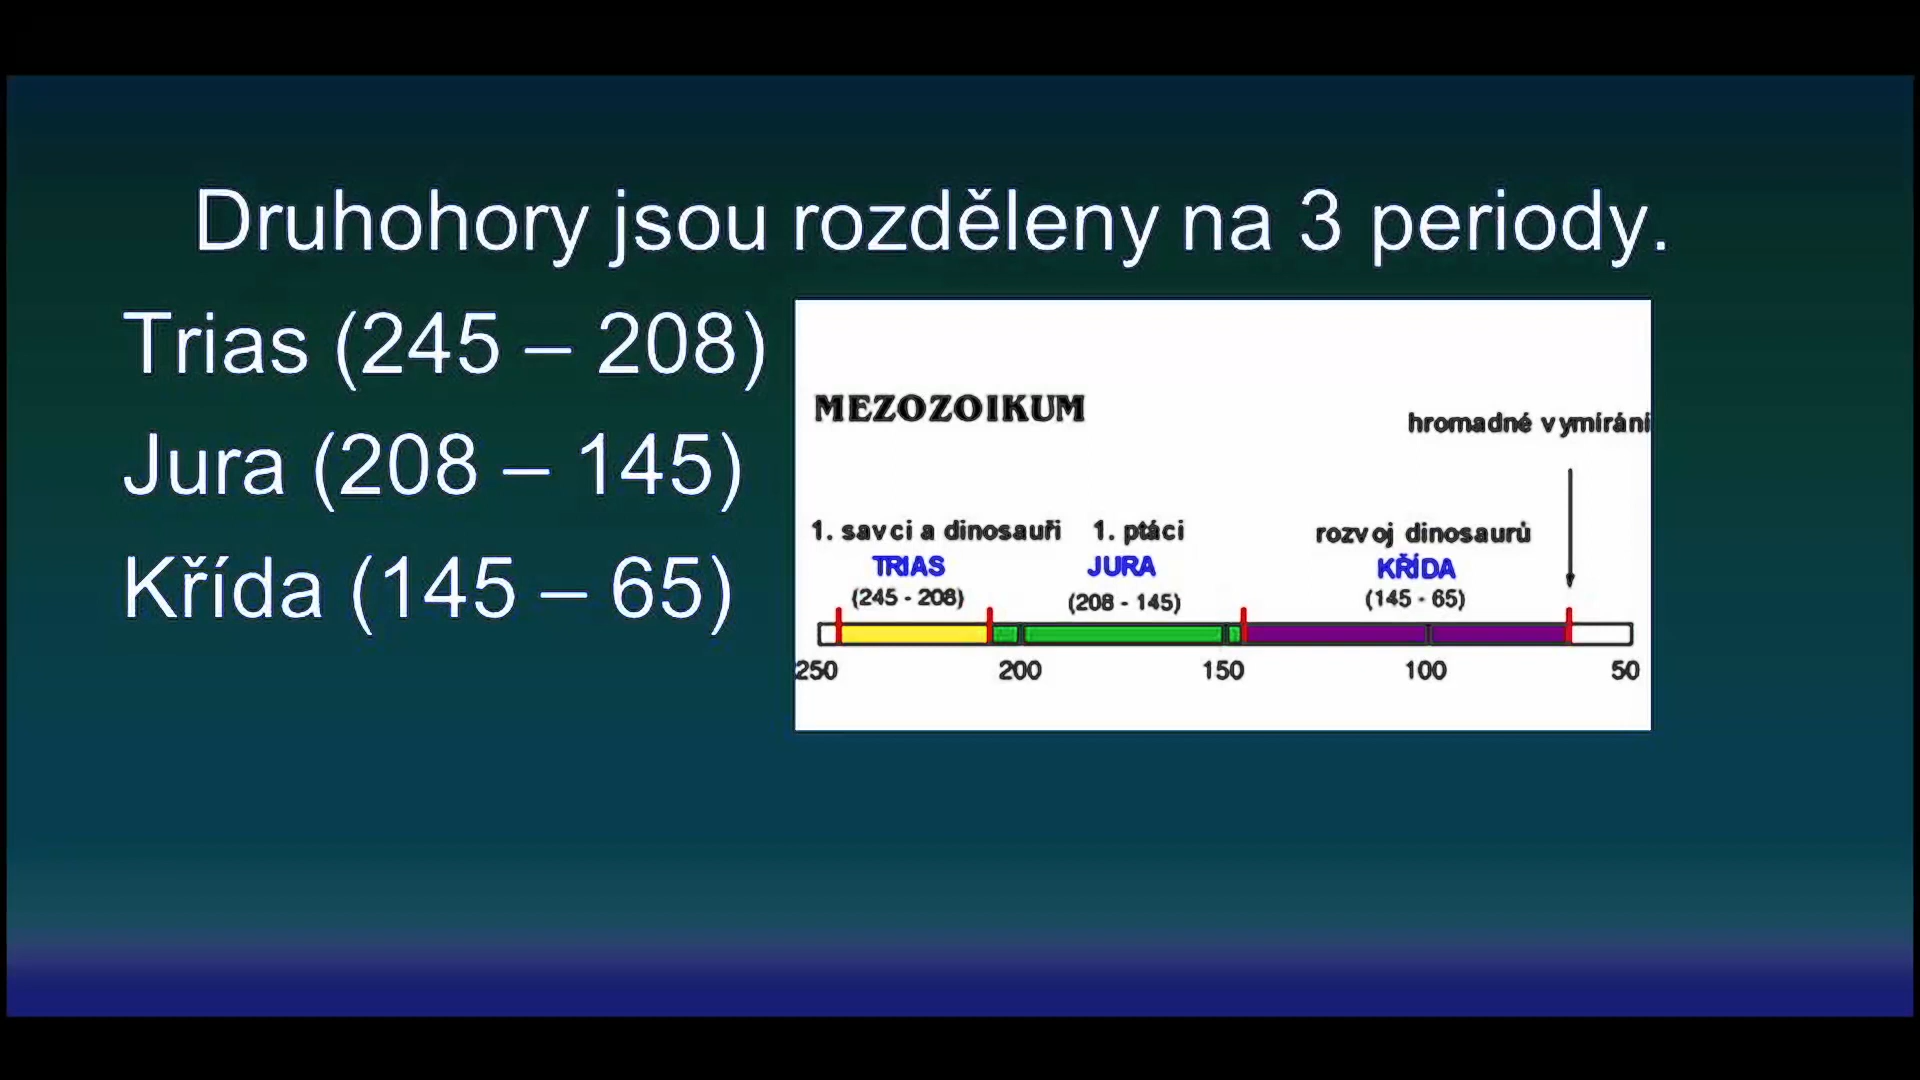 Druhohory jsou rozděleny na 3 periody.
Trias (245 – 208)
Jura (208 – 145)
Křída (145 – 65)
MEZOZOIKUM
hromadné vymírání
1. savci a dinosauři 1. ptáci rozvoj dinosaurů
TRIAS JURA KŘÍDA
(245 - 208) (208 - 145) (145 - 65)
250 200 150 100 50